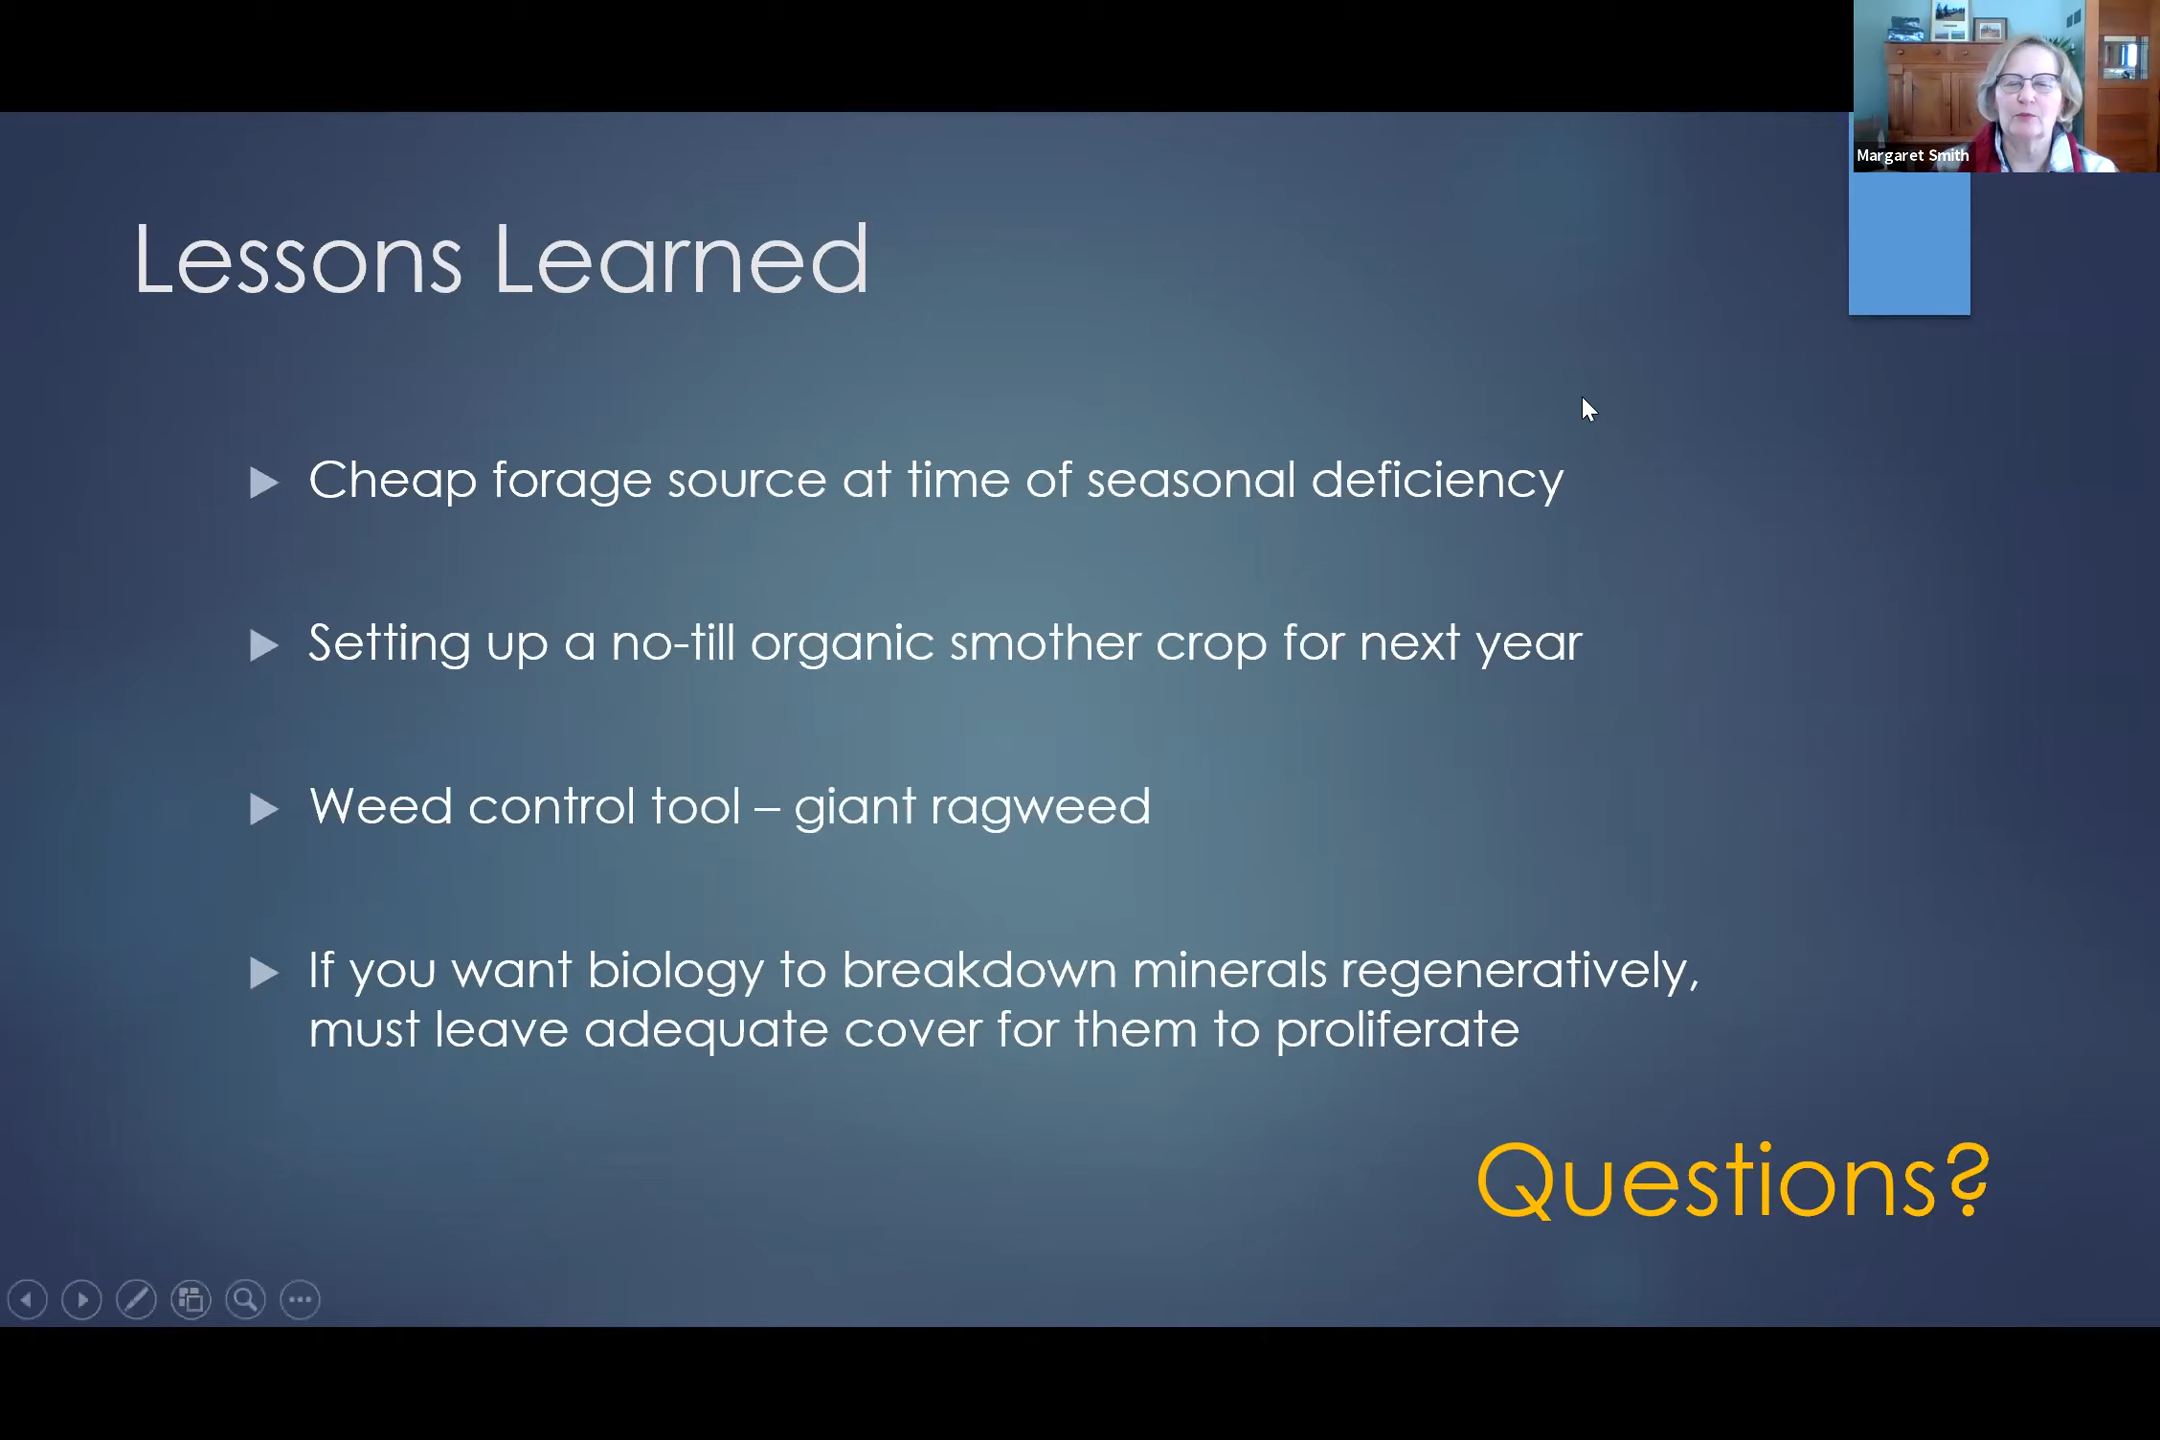 Margaret Smith
Lessons Learned
Cheap forage source at time of seasonal deficiency
Setting up a no-till organic smother crop for next year
Weed control tool – giant ragweed
If you want biology to breakdown minerals regeneratively,
must leave adequate cover for them to proliferate
Questions?